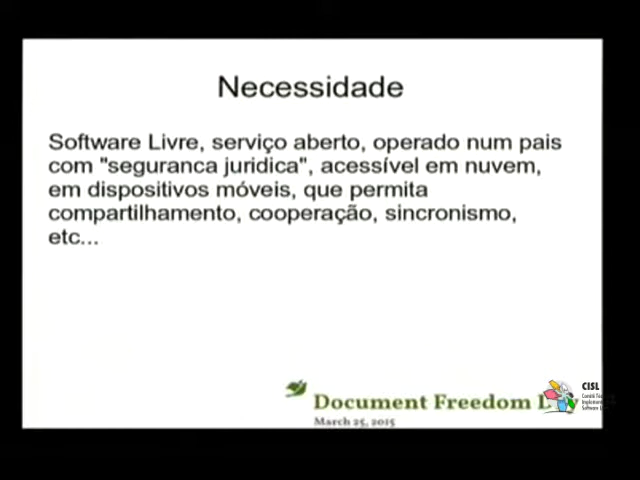 Necessidade
Software Livre, serviço aberto, operado num pais
com "seguranca juridica", acessível em nuvem,
em dispositivos móveis, que permita
compartilhamento, cooperação, sincronismo,
etc...
Document Freedom
March 25, 2015
CISL
Software